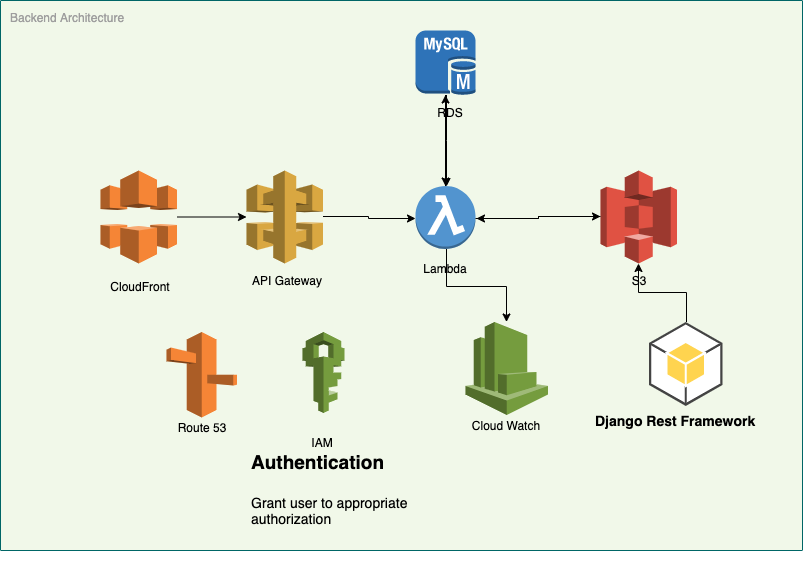 Backend Architecture
MySQL
M
RDS
CloudFront
API Gateway
Lambda
S3
Route 53
IAM
Cloud Watch
Django Rest Framework
Authentication
Grant user to appropriate
authorization